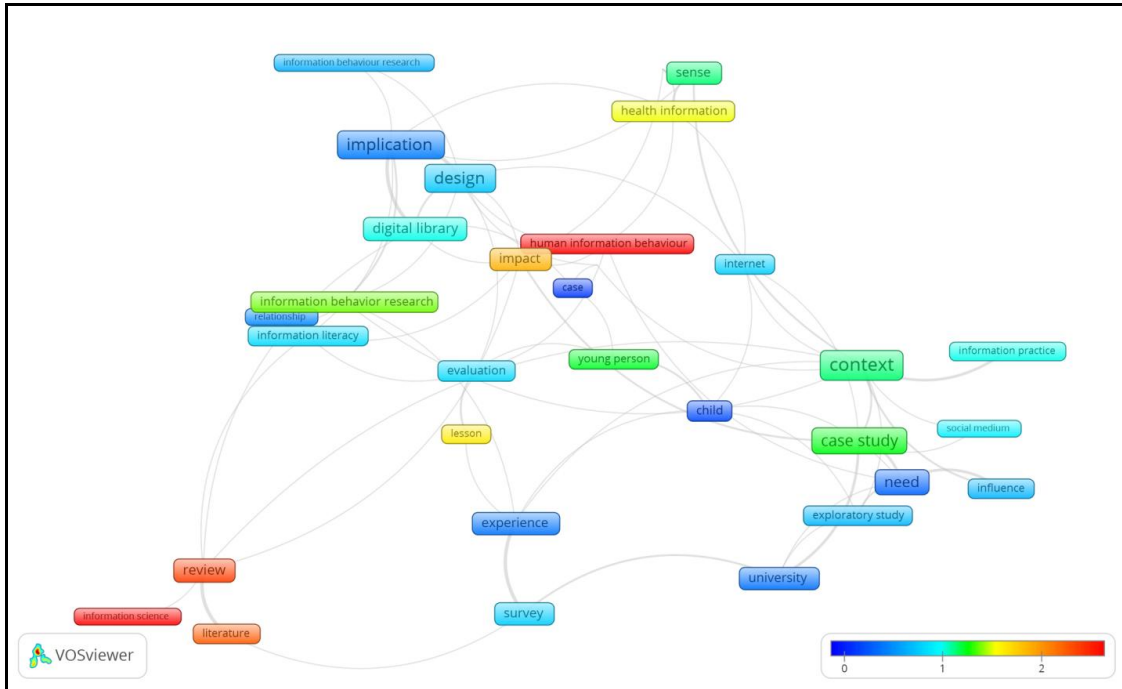 information behaviour research
sense
health information
implication
design
digital library
human information behaviour
impact
internet
case
information behavior research
relationship
information literacy
information practice
young person
context
evaluation
child
social medium
lesson
case study
need
influence
exploratory study
experience
review
university
information science
survey
literature
VOSviewer
0 1 2